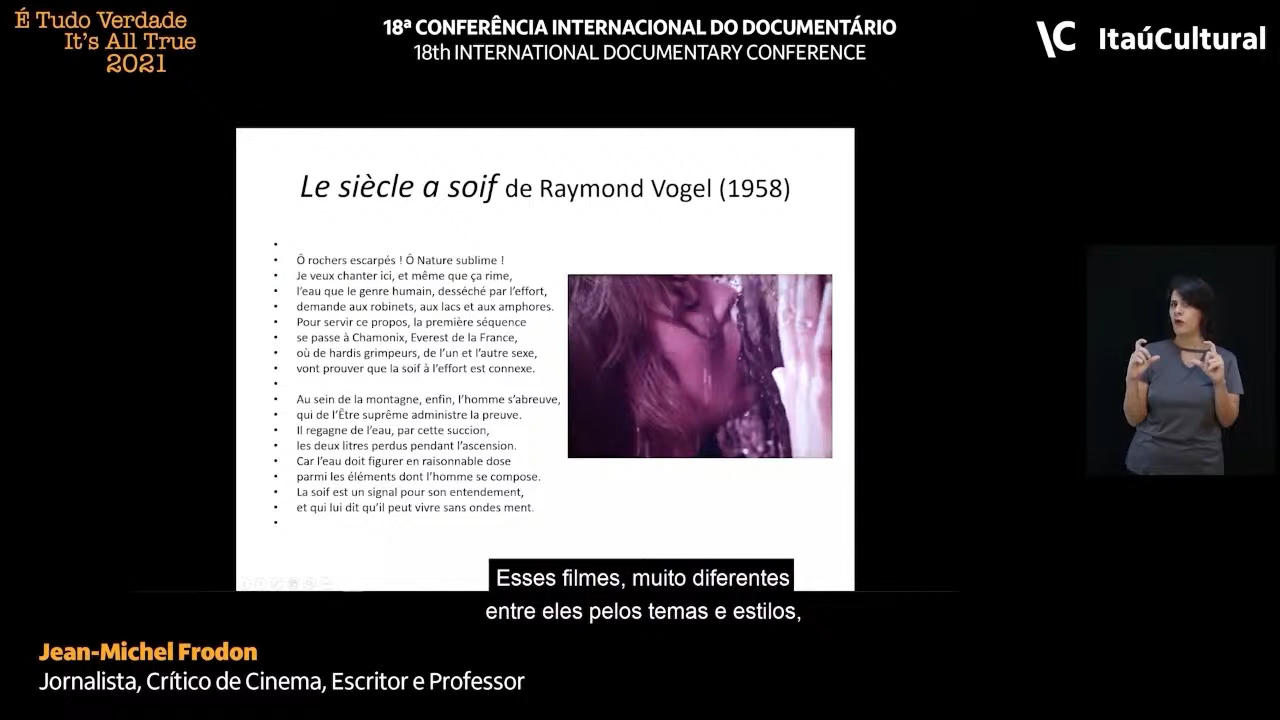 É Tudo Verdade
It's All True
2021
18ª CONFERÊNCIA INTERNACIONAL DO DOCUMENTÁRIO
18th INTERNATIONAL DOCUMENTARY CONFERENCE
\C ItaúCultural
Le siècle a soif de Raymond Vogel (1958)
Ô rochers escarpés ! Ô Nature sublime !
Je veux chanter ici, et même que ça rime,
l'eau que le genre humain, desséché par l'effort,
demande aux robinets, aux lacs et aux amphores.
Pour servir ce propos, la première séquence
se passe à Chamonix, Everest de la France,
où de hardis grimpeurs, de l'un et l'autre sexe,
vont prouver que la soif à l'effort est connexe.
Au sein de la montagne, enfin, l'homme s'abreuve,
qui de l'Être suprême administre la preuve.
Il regagne de l'eau, par cette succion,
les deux litres perdus pendant l'ascension.
Car l'eau doit figurer en raisonnable dose
parmi les éléments dont l'homme se compose.
La soif est un signal pour son entendement,
et qui lui dit qu'il peut vivre sans ondes ment.
Esses filmes, muito diferentes
entre eles pelos temas e estilos,
Jean-Michel Frodon
Jornalista, Crítico de Cinema, Escritor e Professor